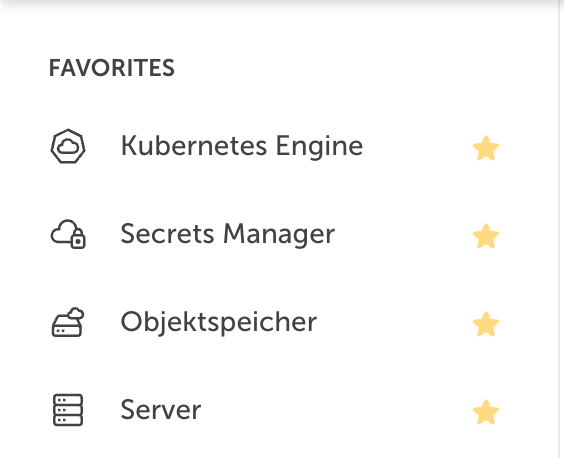 FAVORITES
Kubernetes Engine
Secrets Manager
Objektspeicher
Server